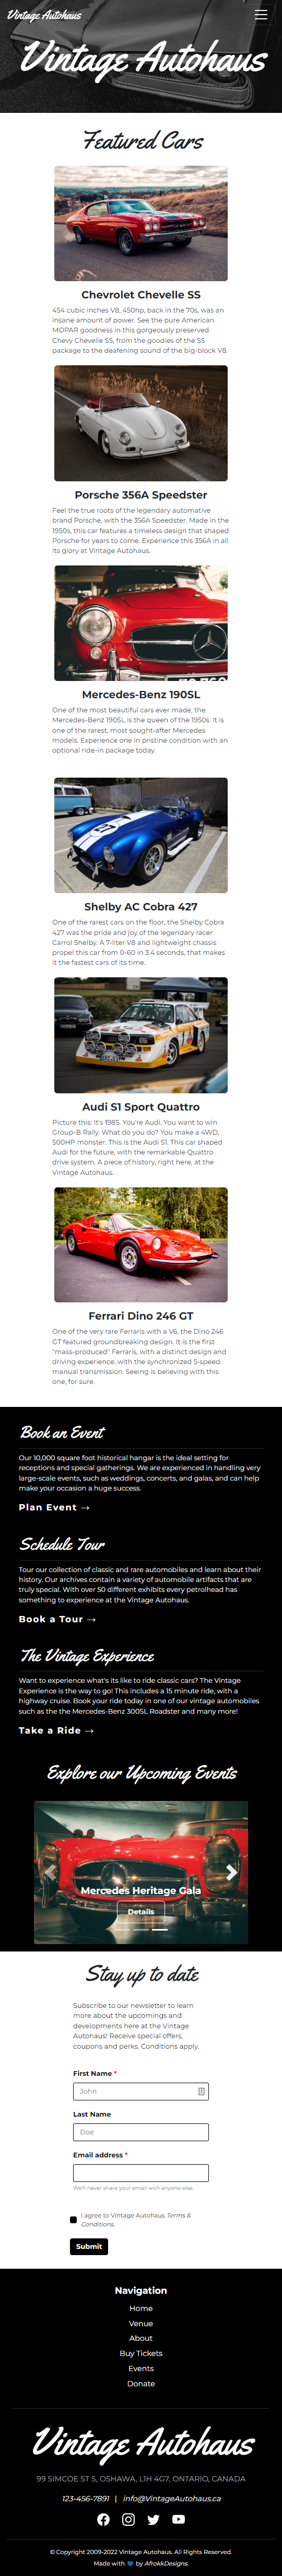 Vintage Autohaus
Vintage Autohaus
Featured Cars
Chevrolet Chevelle SS
454 cubic inches V8, 450hp, back in the 70s, was an
insane amount of power. See the pure American
MOPAR goodness in this gorgeously preserved
Chevy Chevelle SS, from the goodies of the SS
package to the deafening sound of the big-block V8.
Porsche 356A Speedster
Feel the true roots of the legendary automative
brand Porsche, with the 356A Speedster. Made in the
1950s, this car features a timeless design that shaped
Porsche for years to come. Experience this 356A in all
its glory at Vintage Autohaus.
Mercedes-Benz 190SL
One of the most beautiful cars ever made, the
Mercedes-Benz 190SL is the queen of the 1950s. It is
one of the rarest, most sought-after Mercedes
models. Experience one in pristine condition with an
optional ride-in package today.
Shelby AC Cobra 427
One of the rarest cars on the floor, the Shelby Cobra
427 was the pride and joy of the legendary racer
Carrol Shelby. A 7-liter V8 and lightweight chassis
propel this car from 0-60 in 3.4 seconds, that makes
it the fastest cars of its time.
Audi S1 Sport Quattro
Picture this: It's 1985. You're Audi. You want to win
Group-B Rally. What do you do? You make a 4WD,
500HP monster. This is the Audi S1. This car shaped
Audi for the future, with the remarkable Quattro
drive system. A piece of history, right here, at the
Vintage Autohaus.
Ferrari Dino 246 GT
One of the very rare Ferraris with a V6, the Dino 246
GT featured groundbreaking design. It is the first
"mass-produced" Ferraris, with a distinct design and
driving experience, with the synchronized 5-speed
manual transmission. Seeing is believing with this
one, for sure.
Book an Event
Our 10,000 square foot historical hangar is the ideal setting for
receptions and special gatherings. We are experienced in handling very
large-scale events, such as weddings, concerts, and galas, and can help
make your occasion a huge success.
Plan Event →
Schedule Tour
Tour our collection of classic and rare automobiles and learn about their
history. Our archives contain a variety of automobile artifacts that are
truly special. With over 50 different exhibits every petrolhead has
something to experience at the Vintage Autohaus.
Book a Tour →
The Vintage Experience
Want to experience what's its like to ride classic cars? The Vintage
Experience is the way to go! This includes a 15 minute ride, with a
highway cruise. Book your ride today in one of our vintage automobiles
such as the the Mercedes-Benz 300SL Roadster and many more!
Take a Ride →
Explore our Upcoming Events
Mercedes Heritage Gala
Details
Stay up to date
Subscribe to our newsletter to learn
more about the upcomings and
developments here at the Vintage
Autohaus! Receive special offers,
coupons and perks. Conditions apply.
First Name *
John
Last Name
Doe
Email address *
We'll never share your email with anyone else.
I agree to Vintage Autohaus Terms &
Conditions.
Submit
Navigation
Home
Venue
About
Buy Tickets
Events
Donate
Vintage Autohaus
99 SIMCOE ST S, OSHAWA, L1H 4G7, ONTARIO, CANADA
123-456-7891 | info@VintageAutohaus.ca
© Copyright 2009-2022 Vintage Autohaus. All Rights Reserved.
Made with 💙 by AfrokkDesigns.